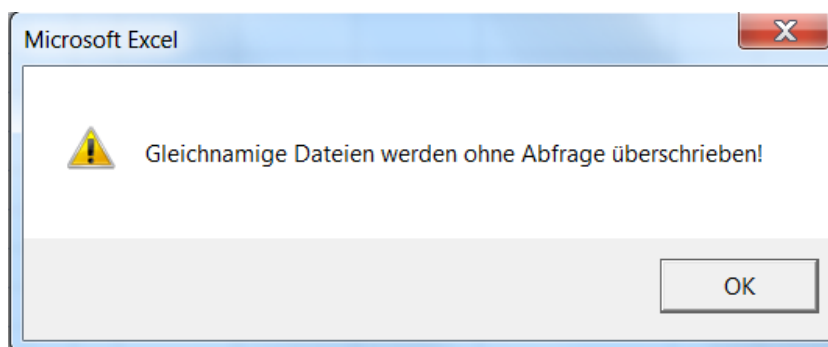 Microsoft Excel
Gleichnamige Dateien werden ohne Abfrage überschrieben!
OK